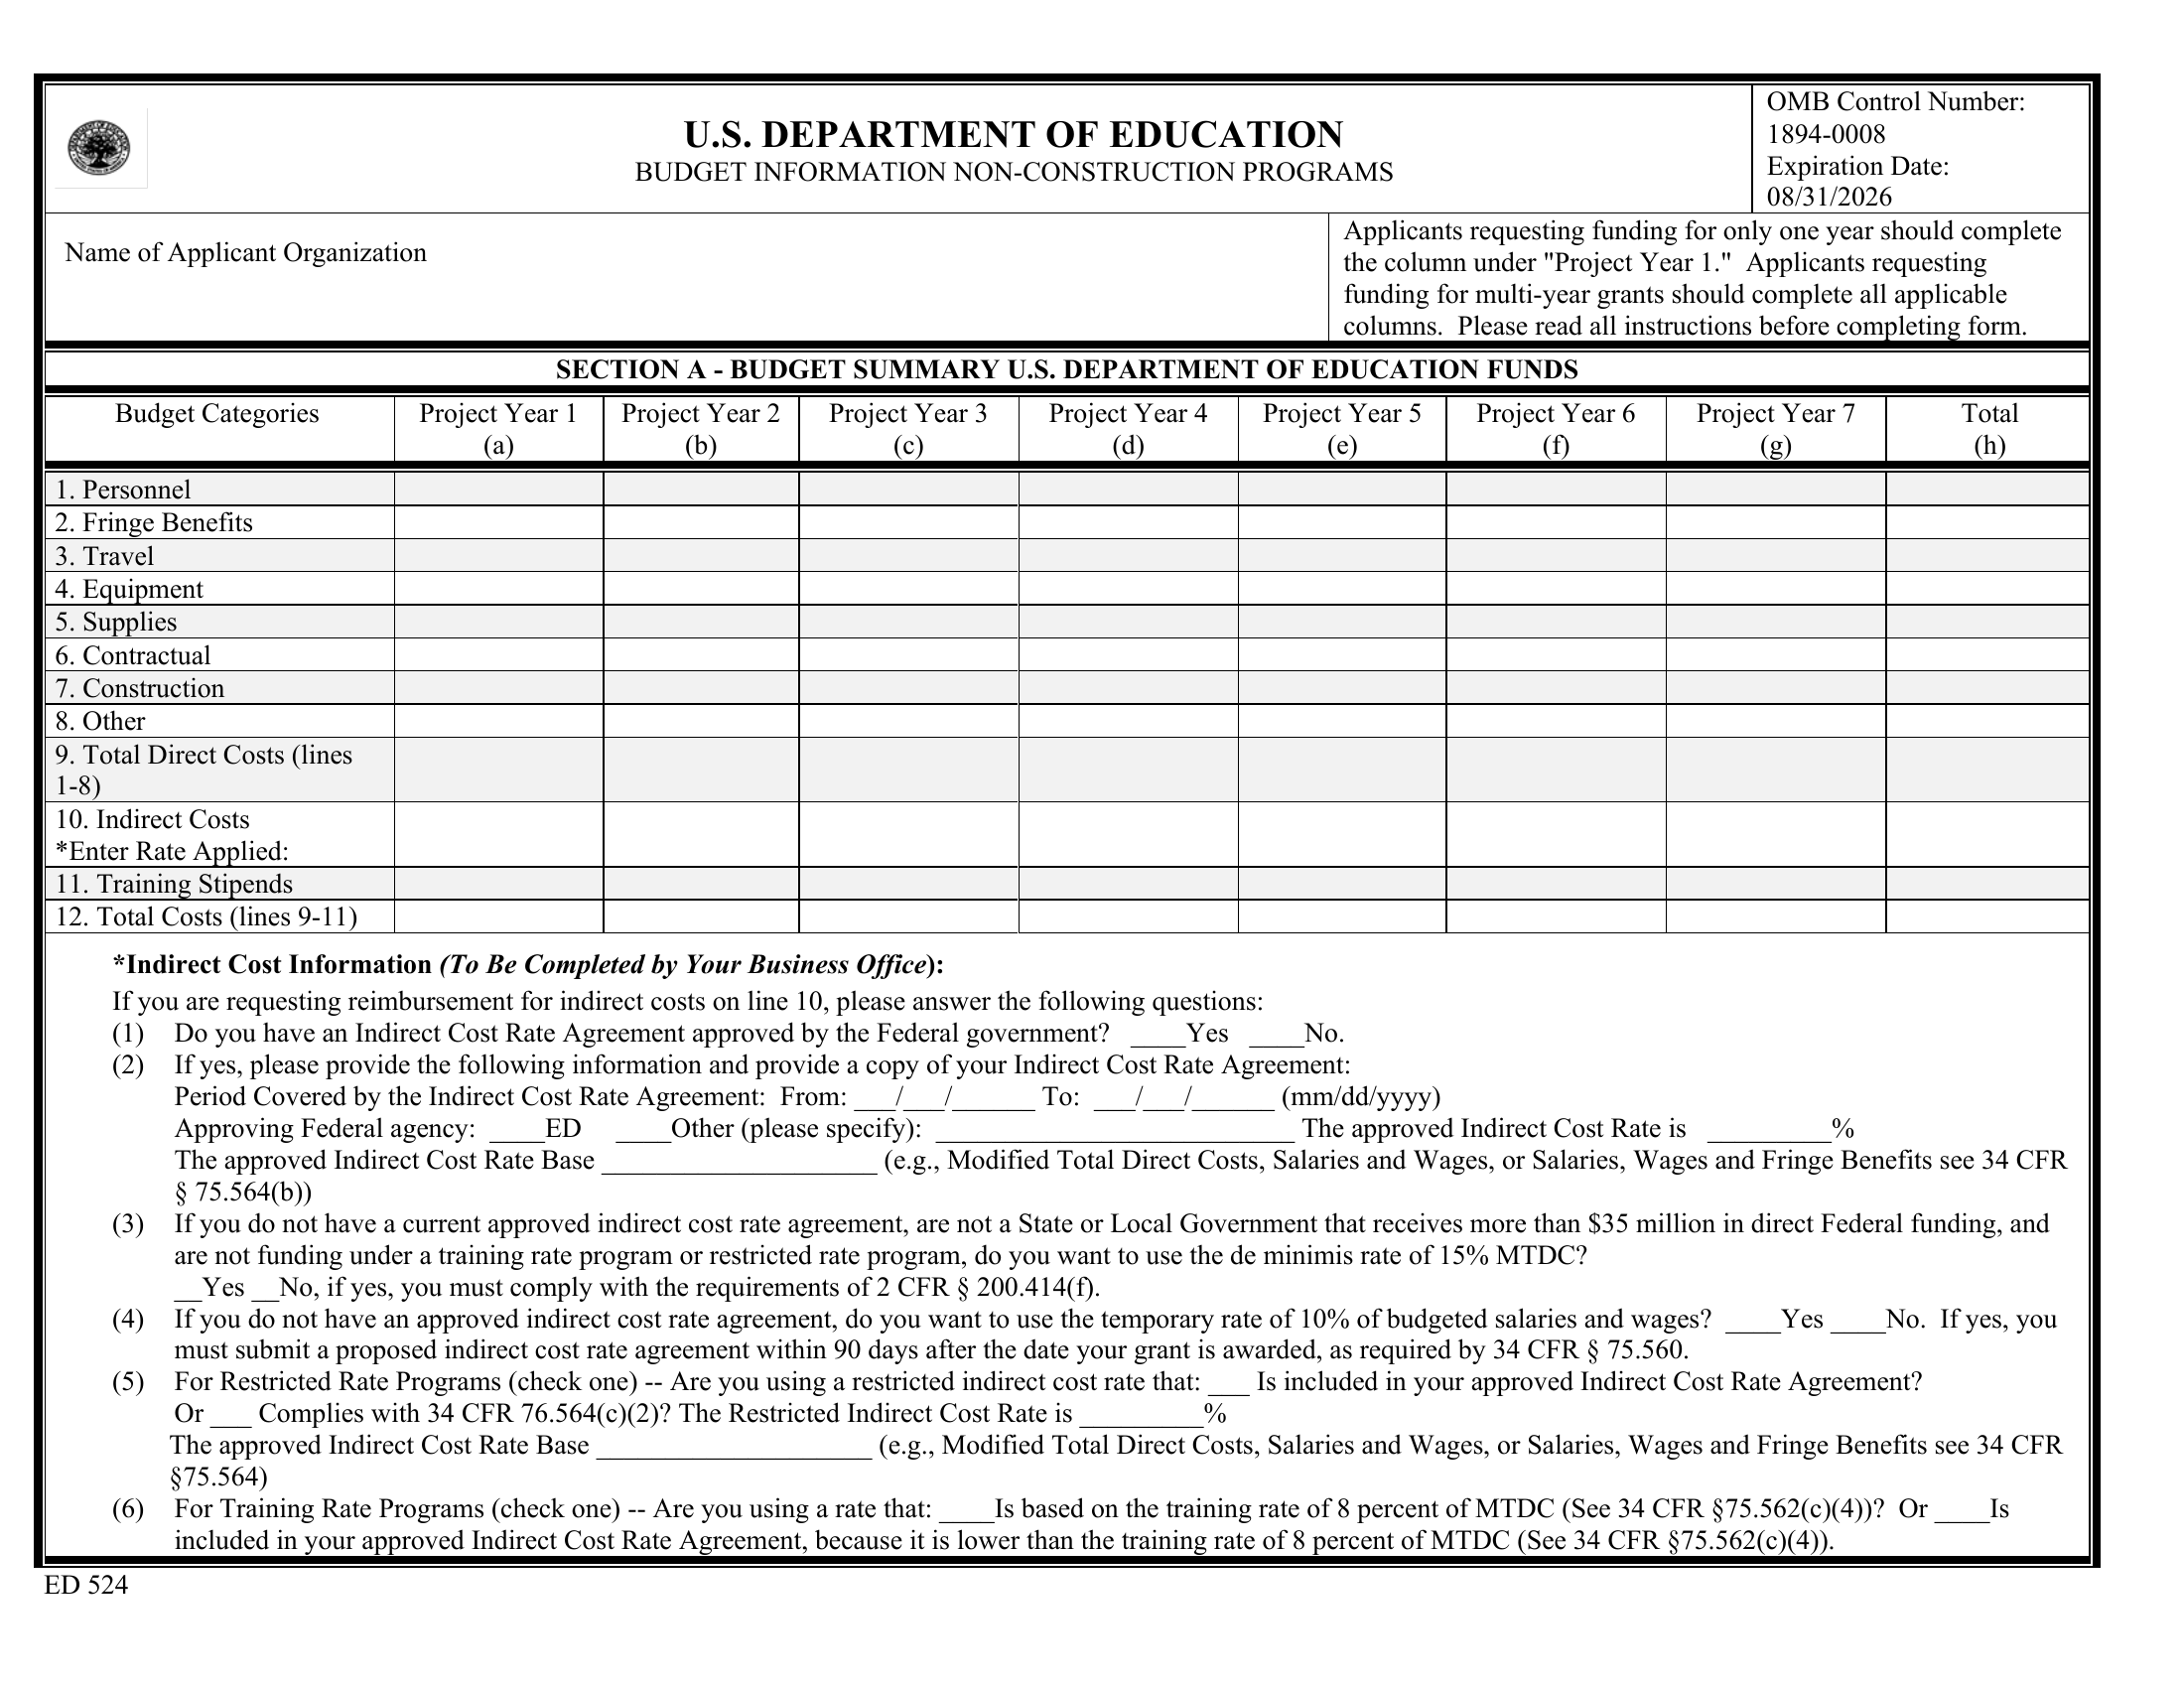 U.S. DEPARTMENT OF EDUCATION
BUDGET INFORMATION NON-CONSTRUCTION PROGRAMS
OMB Control Number:
1894-0008
Expiration Date:
08/31/2026
Name of Applicant Organization
Applicants requesting funding for only one year should complete
the column under "Project Year 1."  Applicants requesting
funding for multi-year grants should complete all applicable
columns.  Please read all instructions before completing form.
SECTION A - BUDGET SUMMARY U.S. DEPARTMENT OF EDUCATION FUNDS
Budget Categories Project Year 1 Project Year 2 Project Year 3 Project Year 4 Project Year 5 Project Year 6 Project Year 7 Total
(a) (b) (c) (d) (e) (f) (g) (h)
1. Personnel
2. Fringe Benefits
3. Travel
4. Equipment
5. Supplies
6. Contractual
7. Construction
8. Other
9. Total Direct Costs (lines
1-8)
10. Indirect Costs
*Enter Rate Applied:
11. Training Stipends
12. Total Costs (lines 9-11)
*Indirect Cost Information (To Be Completed by Your Business Office):
If you are requesting reimbursement for indirect costs on line 10, please answer the following questions:
(1) Do you have an Indirect Cost Rate Agreement approved by the Federal government? ____Yes ____No.
(2) If yes, please provide the following information and provide a copy of your Indirect Cost Rate Agreement:
Period Covered by the Indirect Cost Rate Agreement: From: ___/___/______ To: ___/___/______ (mm/dd/yyyy)
Approving Federal agency: ____ED ____Other (please specify): __________________________ The approved Indirect Cost Rate is _________%
The approved Indirect Cost Rate Base ____________________ (e.g., Modified Total Direct Costs, Salaries and Wages, or Salaries, Wages and Fringe Benefits see 34 CFR
§ 75.564(b))
(3) If you do not have a current approved indirect cost rate agreement, are not a State or Local Government that receives more than $35 million in direct Federal funding, and
are not funding under a training rate program or restricted rate program, do you want to use the de minimis rate of 15% MTDC?
__Yes __No, if yes, you must comply with the requirements of 2 CFR § 200.414(f).
(4) If you do not have an approved indirect cost rate agreement, do you want to use the temporary rate of 10% of budgeted salaries and wages? ____Yes ____No. If yes, you
must submit a proposed indirect cost rate agreement within 90 days after the date your grant is awarded, as required by 34 CFR § 75.560.
(5) For Restricted Rate Programs (check one) -- Are you using a restricted indirect cost rate that: ___ Is included in your approved Indirect Cost Rate Agreement?
Or ___ Complies with 34 CFR 76.564(c)(2)? The Restricted Indirect Cost Rate is _________%
The approved Indirect Cost Rate Base ____________________ (e.g., Modified Total Direct Costs, Salaries and Wages, or Salaries, Wages and Fringe Benefits see 34 CFR
§75.564)
(6) For Training Rate Programs (check one) -- Are you using a rate that: ____Is based on the training rate of 8 percent of MTDC (See 34 CFR §75.562(c)(4))? Or ____Is
included in your approved Indirect Cost Rate Agreement, because it is lower than the training rate of 8 percent of MTDC (See 34 CFR §75.562(c)(4)).
ED 524